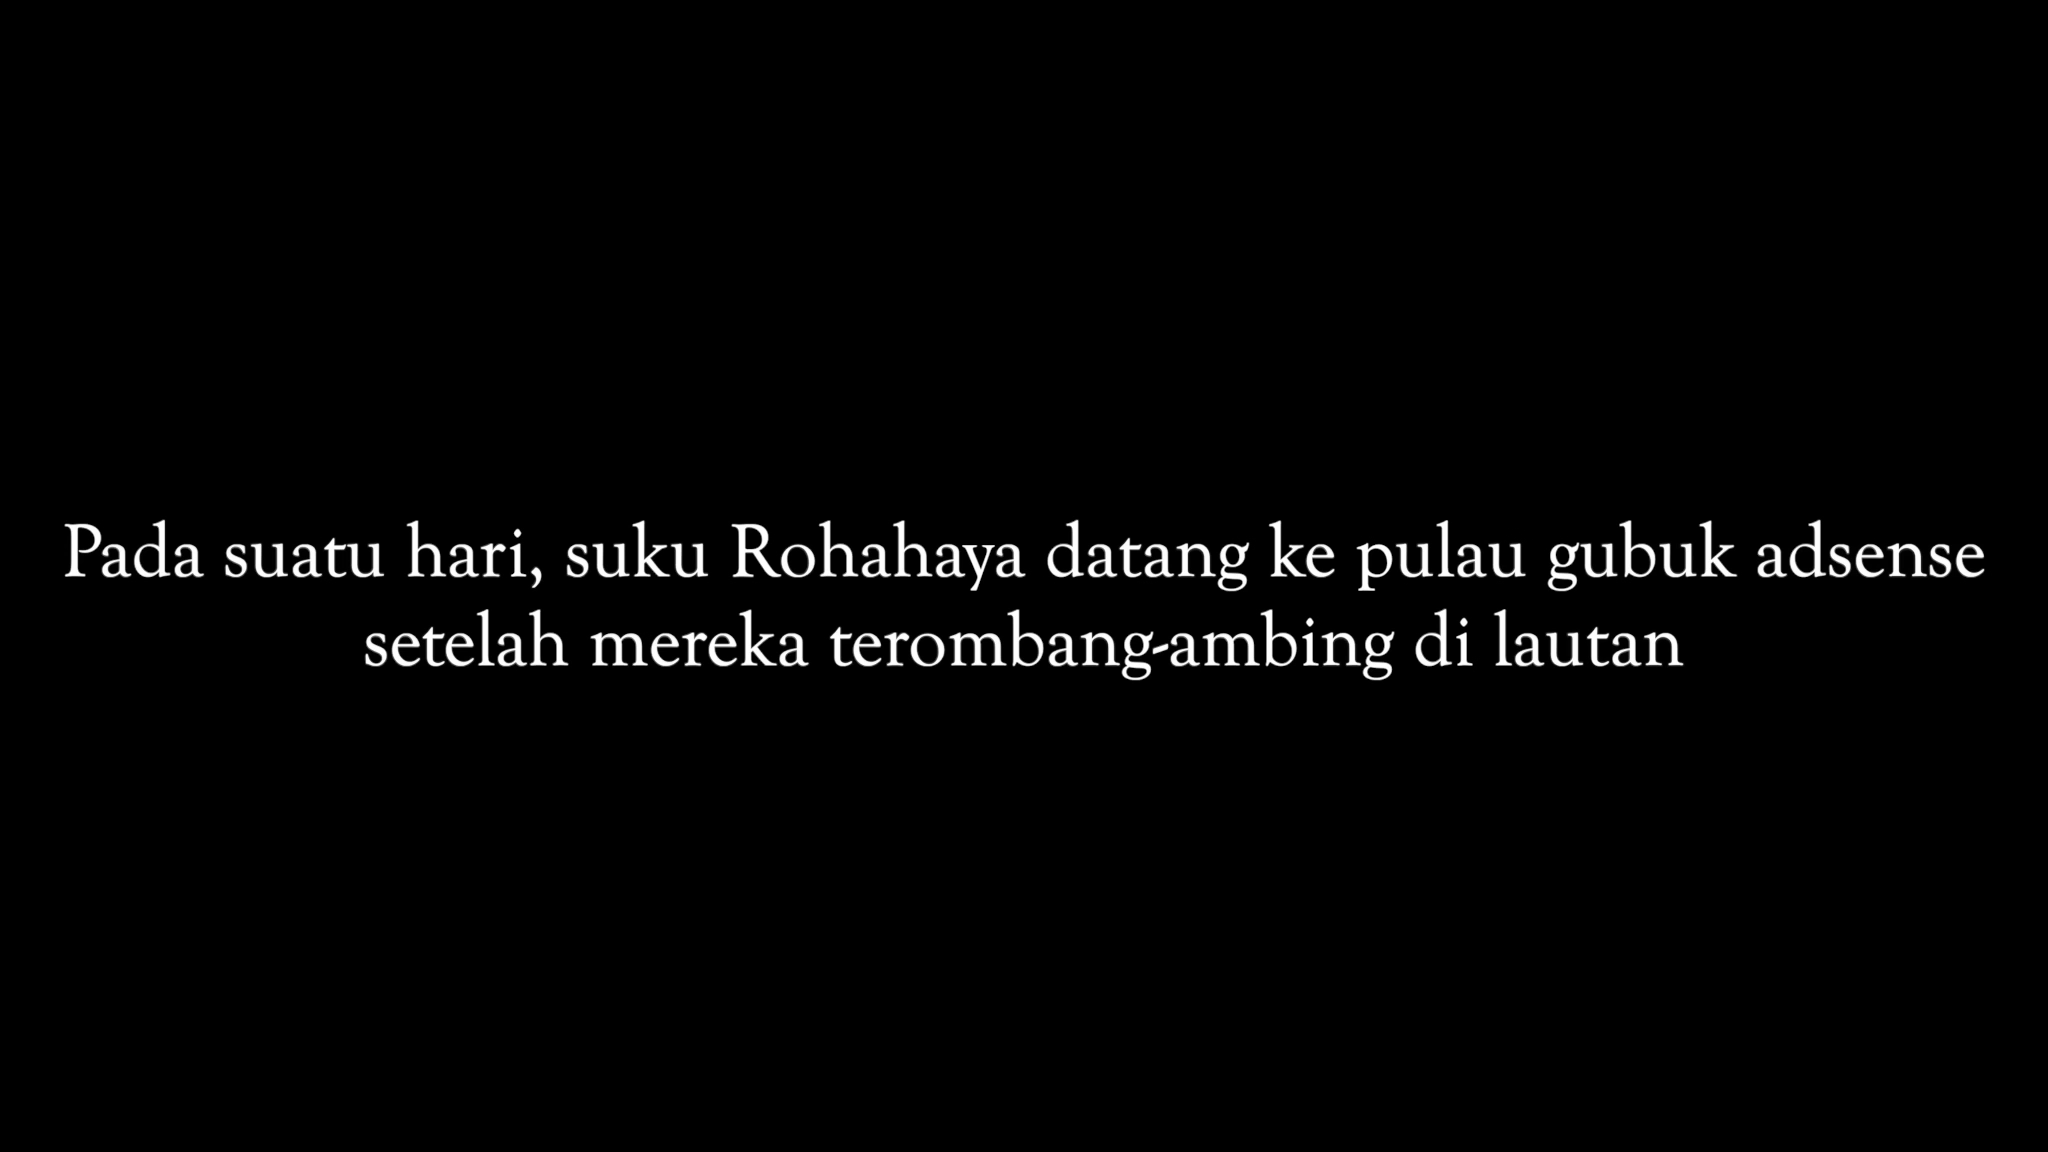 Pada suatu hari, suku Rohahaya datang ke pulau gubuk adsense
setelah mereka terombang-ambing di lautan